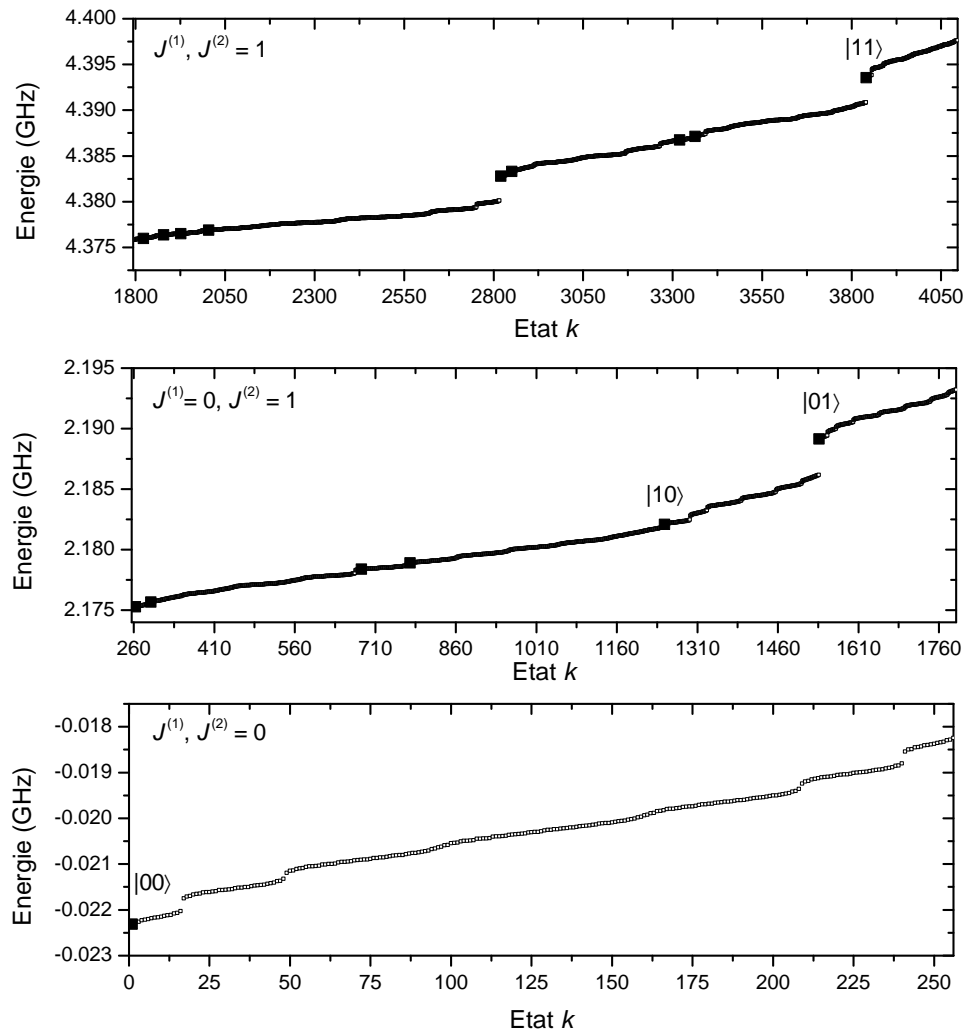 4.400
4.395
4.390
4.385
4.380
4.375
Energie (GHz)
J(1), J(2) = 1
|11⟩
1800 2050 2300 2550 2800 3050 3300 3550 3800 4050
Etat k
2.195
2.190
2.185
2.180
2.175
Energie (GHz)
J(1)= 0, J(2) = 1
|01⟩
|10⟩
260 410 560 710 860 1010 1160 1310 1460 1610 1760
Etat k
-0.018
-0.019
-0.020
-0.021
-0.022
-0.023
Energie (GHz)
J(1), J(2) = 0
|00⟩
0 25 50 75 100 125 150 175 200 225 250
Etat k